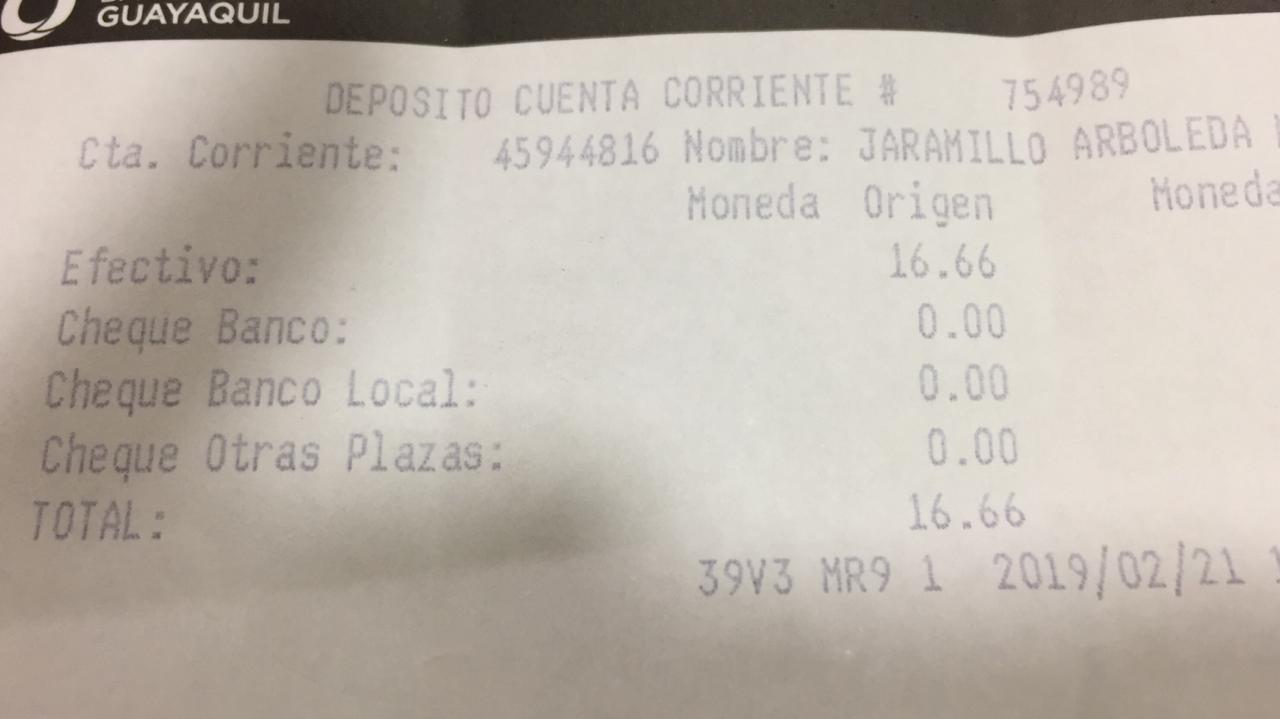 GUAYAQUIL
DEPOSITO CUENTA CORRIENTE # 754989
Cta. Corriente: 45944816 Nombre: JARAMILLO ARBOLEDA
Moneda Origen Moneda
Efectivo: 16.66
Cheque Banco: 0.00
Cheque Banco Local: 0.00
Cheque Otras Plazas: 0.00
TOTAL: 16.66
39V3 MR9 1 2019/02/21